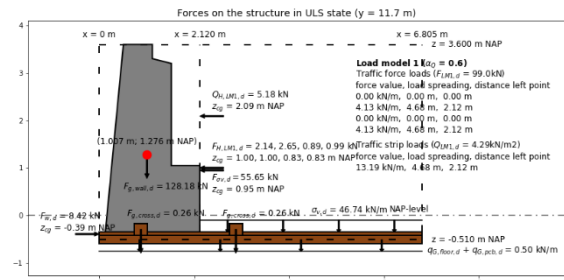 Forces on the structure in ULS state (y = 11.7 m)
x = 0 m
x = 2.120 m
x = 6.805 m
z = 3.600 m NAP
Load model 1 (α_Q = 0.6)
Traffic force loads (F_LM1,d = 99.0kN)
force value, load spreading, distance left point
0.00 kN/m, 0.00 m, 0.00 m
4.13 kN/m, 4.68 m, 2.12 m
0.00 kN/m, 0.00 m, 0.00 m
4.13 kN/m, 4.68 m, 2.12 m
Traffic strip loads (Q_LM1,d = 4.29kN/m2)
force value, load spreading, distance left point
13.19 kN/m, 4.68 m, 2.12 m
Q_H,LM1,d = 5.18 kN
z_cg = 2.09 m NAP
(1.007 m; 1.276 m NAP)
F_H,LM1,d = 2.14, 2.65, 0.89, 0.99 kN
z_cg = 1.00, 1.00, 0.83, 0.83 m NAP
F_g,wall,d = 128.18 kN
F_σv,d = 55.65 kN
z_cg = 0.95 m NAP
F_w,d = 8.42 kN
z_cg = -0.39 m NAP
F_g,cross,d = 0.26 kN
F_g,cross,d = 0.26 kN
σ_v,d = 46.74 kN/m
NAP-level
z = -0.510 m NAP
q_G,floor,d + q_G,pcb,d = 0.50 kN/m
4
3
2
1
0
−1